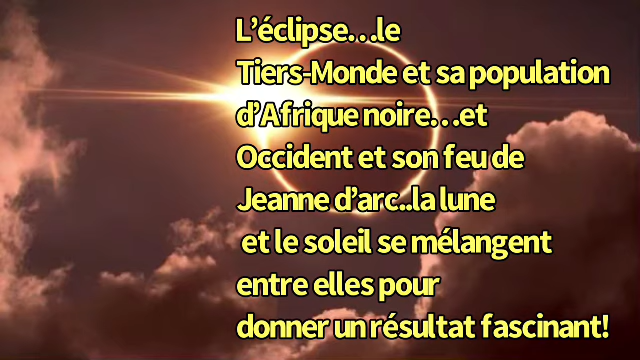 L’éclipse…le
Tiers-Monde et sa population
d’Afrique noire…et
Occident et son feu de
Jeanne d’arc..la lune
et le soleil se mélangent
entre elles pour
donner un résultat fascinant!